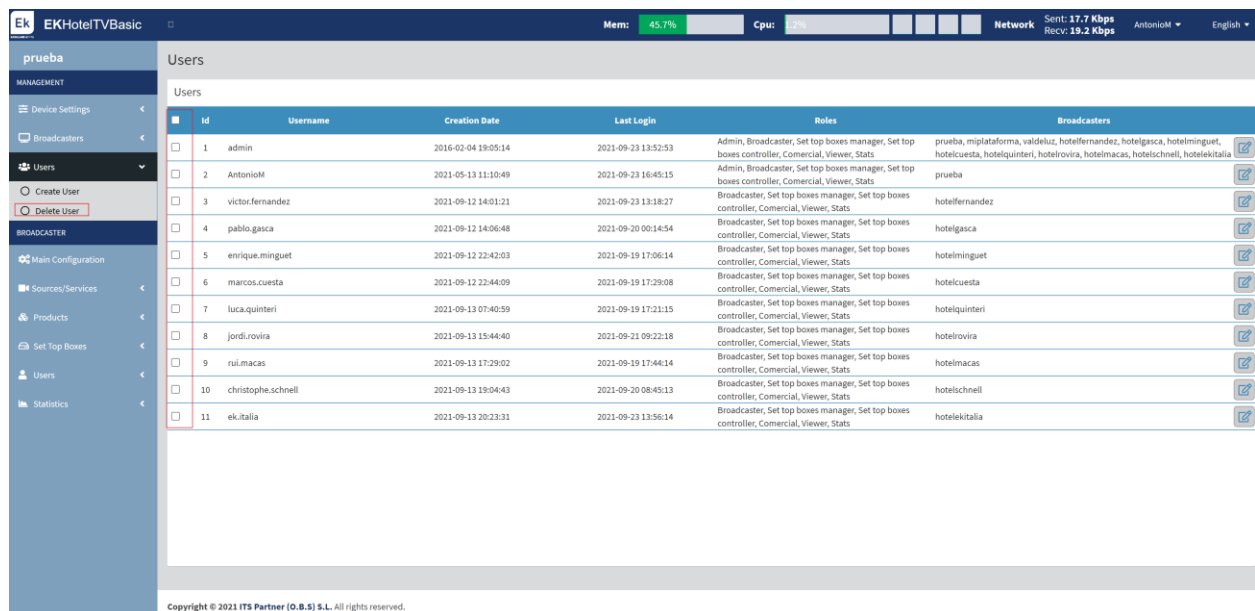 Ek EKHotelTVBasic Mem: 45.7% Cpu: 1.2% Network Sent: 17.7 Kbps AntonioM English
Recv: 19.2 Kbps
prueba
MANAGEMENT
Device Settings
Broadcasters
Users
Create User
Delete User
BROADCASTER
Main Configuration
Sources/Services
Products
Set Top Boxes
Users
Statistics
Users
Users
Id Username Creation Date Last Login Roles Broadcasters
1 admin 2016-02-04 19:05:14 2021-09-23 13:52:53 Admin, Broadcaster, Set top boxes manager, Set top prueba, miplataforma, valdeluz, hotelfernandez, hotelgasca, hotelminguet,
boxes controller, Comercial, Viewer, Stats hotelcuesta, hotelquinteri, hotelrovira, hotelmacas, hotelschnell, hotelekitalia
2 AntonioM 2021-05-13 11:10:49 2021-09-23 16:45:15 Admin, Broadcaster, Set top boxes manager, Set top prueba
boxes controller, Comercial, Viewer, Stats
3 victor.fernandez 2021-09-12 14:01:21 2021-09-23 13:18:27 Broadcaster, Set top boxes manager, Set top boxes hotelfernandez
controller, Comercial, Viewer, Stats
4 pablo.gasca 2021-09-12 14:06:48 2021-09-20 00:14:54 Broadcaster, Set top boxes manager, Set top boxes hotelgasca
controller, Comercial, Viewer, Stats
5 enrique.minguet 2021-09-12 22:42:03 2021-09-19 17:06:14 Broadcaster, Set top boxes manager, Set top boxes hotelminguet
controller, Comercial, Viewer, Stats
6 marcos.cuesta 2021-09-12 22:44:09 2021-09-19 17:29:08 Broadcaster, Set top boxes manager, Set top boxes hotelcuesta
controller, Comercial, Viewer, Stats
7 luca.quinteri 2021-09-13 07:40:59 2021-09-19 17:21:15 Broadcaster, Set top boxes manager, Set top boxes hotelquinteri
controller, Comercial, Viewer, Stats
8 jordi.rovira 2021-09-13 15:44:40 2021-09-21 09:22:18 Broadcaster, Set top boxes manager, Set top boxes hotelrovira
controller, Comercial, Viewer, Stats
9 rui.macas 2021-09-13 17:29:02 2021-09-19 17:44:14 Broadcaster, Set top boxes manager, Set top boxes hotelmacas
controller, Comercial, Viewer, Stats
10 christophe.schnell 2021-09-13 19:04:43 2021-09-20 08:45:13 Broadcaster, Set top boxes manager, Set top boxes hotelschnell
controller, Comercial, Viewer, Stats
11 ek.italia 2021-09-13 20:23:31 2021-09-23 13:56:14 Broadcaster, Set top boxes manager, Set top boxes hotelekitalia
controller, Comercial, Viewer, Stats
Copyright © 2021 ITS Partner (O.B.S) S.L. All rights reserved.